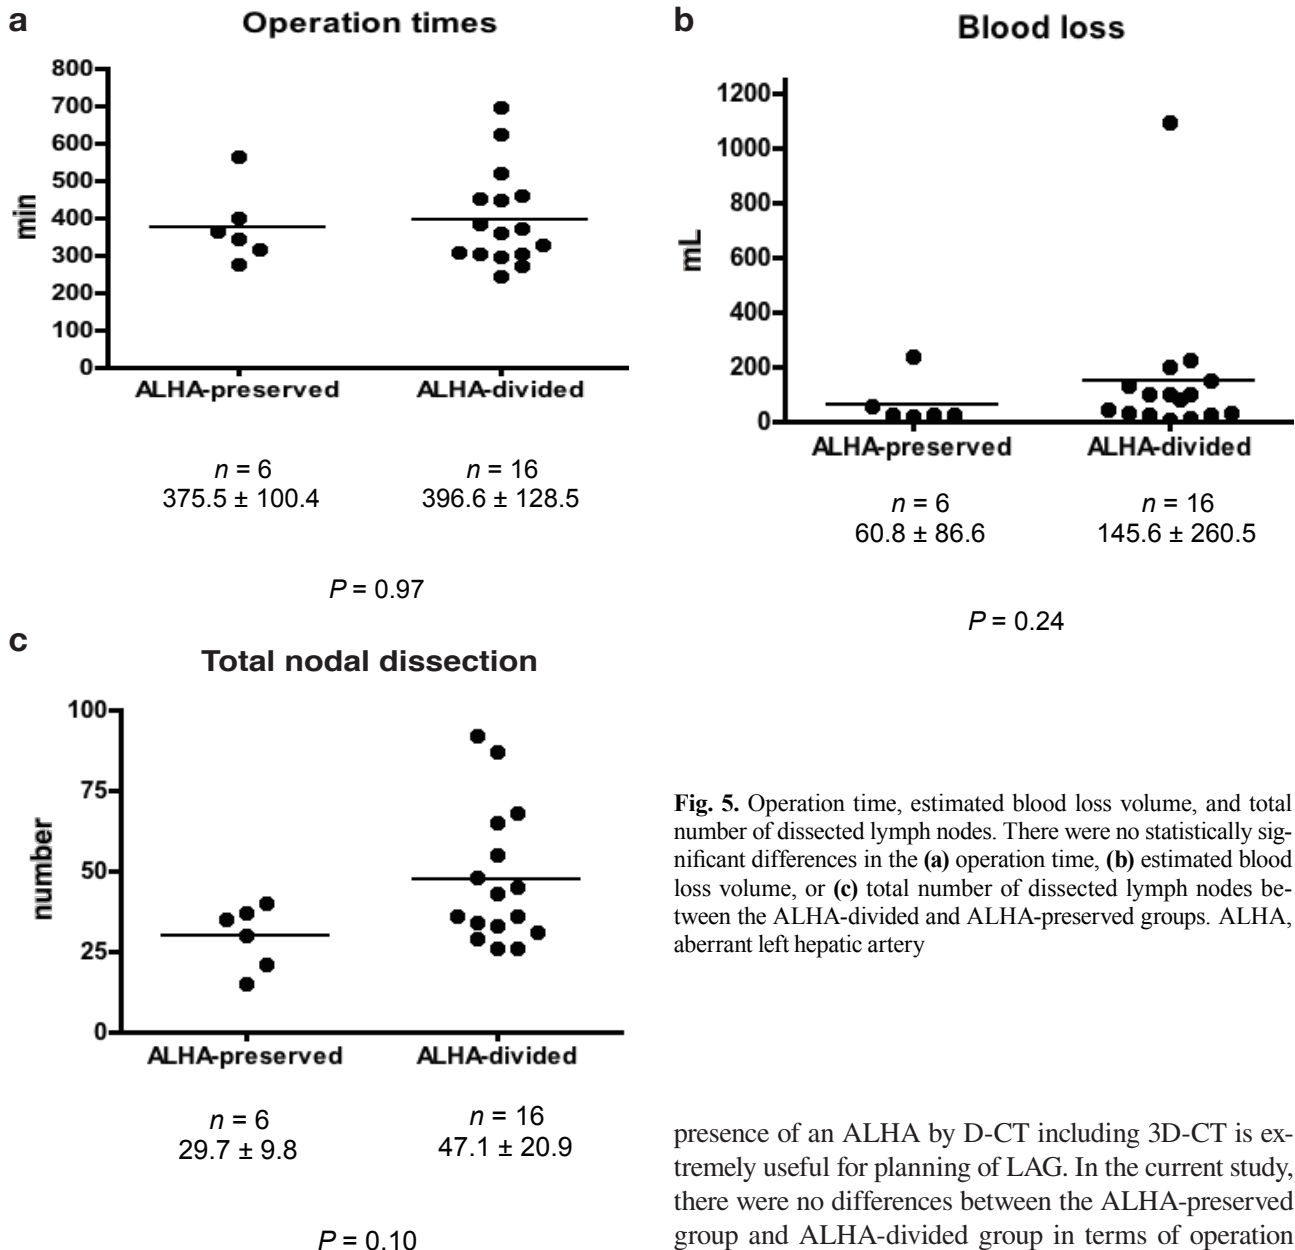 a
Operation times
800
700
600
500
400
300
200
100
0
min
ALHA-preserved ALHA-divided
n = 6 n = 16
375.5 ± 100.4 396.6 ± 128.5
P = 0.97
b
Blood loss
1200
1000
800
600
400
200
0
mL
ALHA-preserved ALHA-divided
n = 6 n = 16
60.8 ± 86.6 145.6 ± 260.5
P = 0.24
c
Total nodal dissection
100
75
50
25
0
number
ALHA-preserved ALHA-divided
n = 6 n = 16
29.7 ± 9.8 47.1 ± 20.9
P = 0.10
Fig. 5. Operation time, estimated blood loss volume, and total
number of dissected lymph nodes. There were no statistically sig-
nificant differences in the (a) operation time, (b) estimated blood
loss volume, or (c) total number of dissected lymph nodes be-
tween the ALHA-divided and ALHA-preserved groups. ALHA,
aberrant left hepatic artery
presence of an ALHA by D-CT including 3D-CT is ex-
tremely useful for planning of LAG. In the current study,
there were no differences between the ALHA-preserved
group and ALHA-divided group in terms of operation